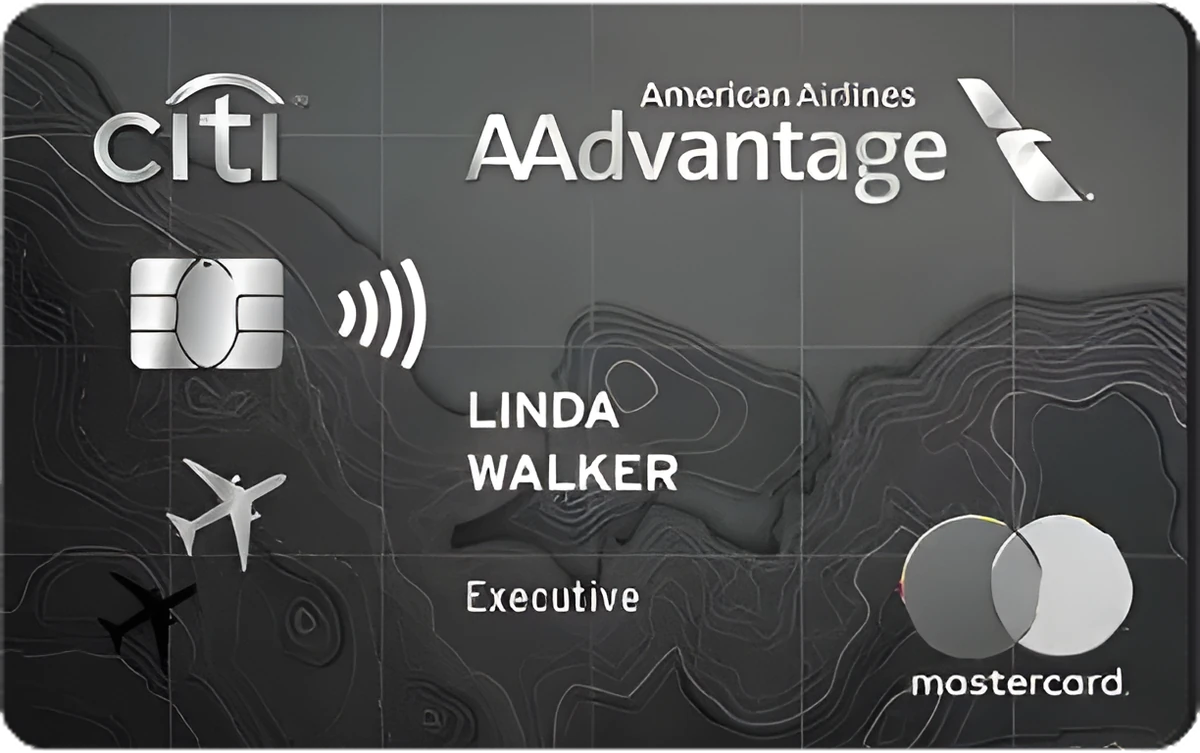 citi
American Airlines
AAdvantage
LINDA
WALKER
Executive
mastercard.